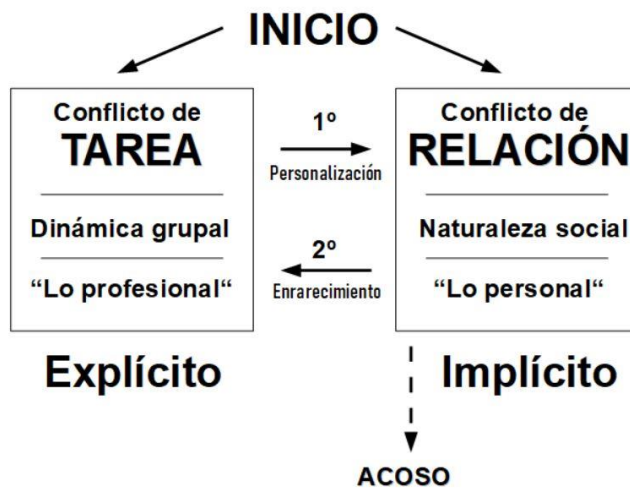 INICIO
Conflicto de
TAREA
Dinámica grupal
“Lo profesional“
1º
Personalización
2º
Enrarecimiento
Conflicto de
RELACIÓN
Naturaleza social
“Lo personal“
Explícito
Implícito
ACOSO